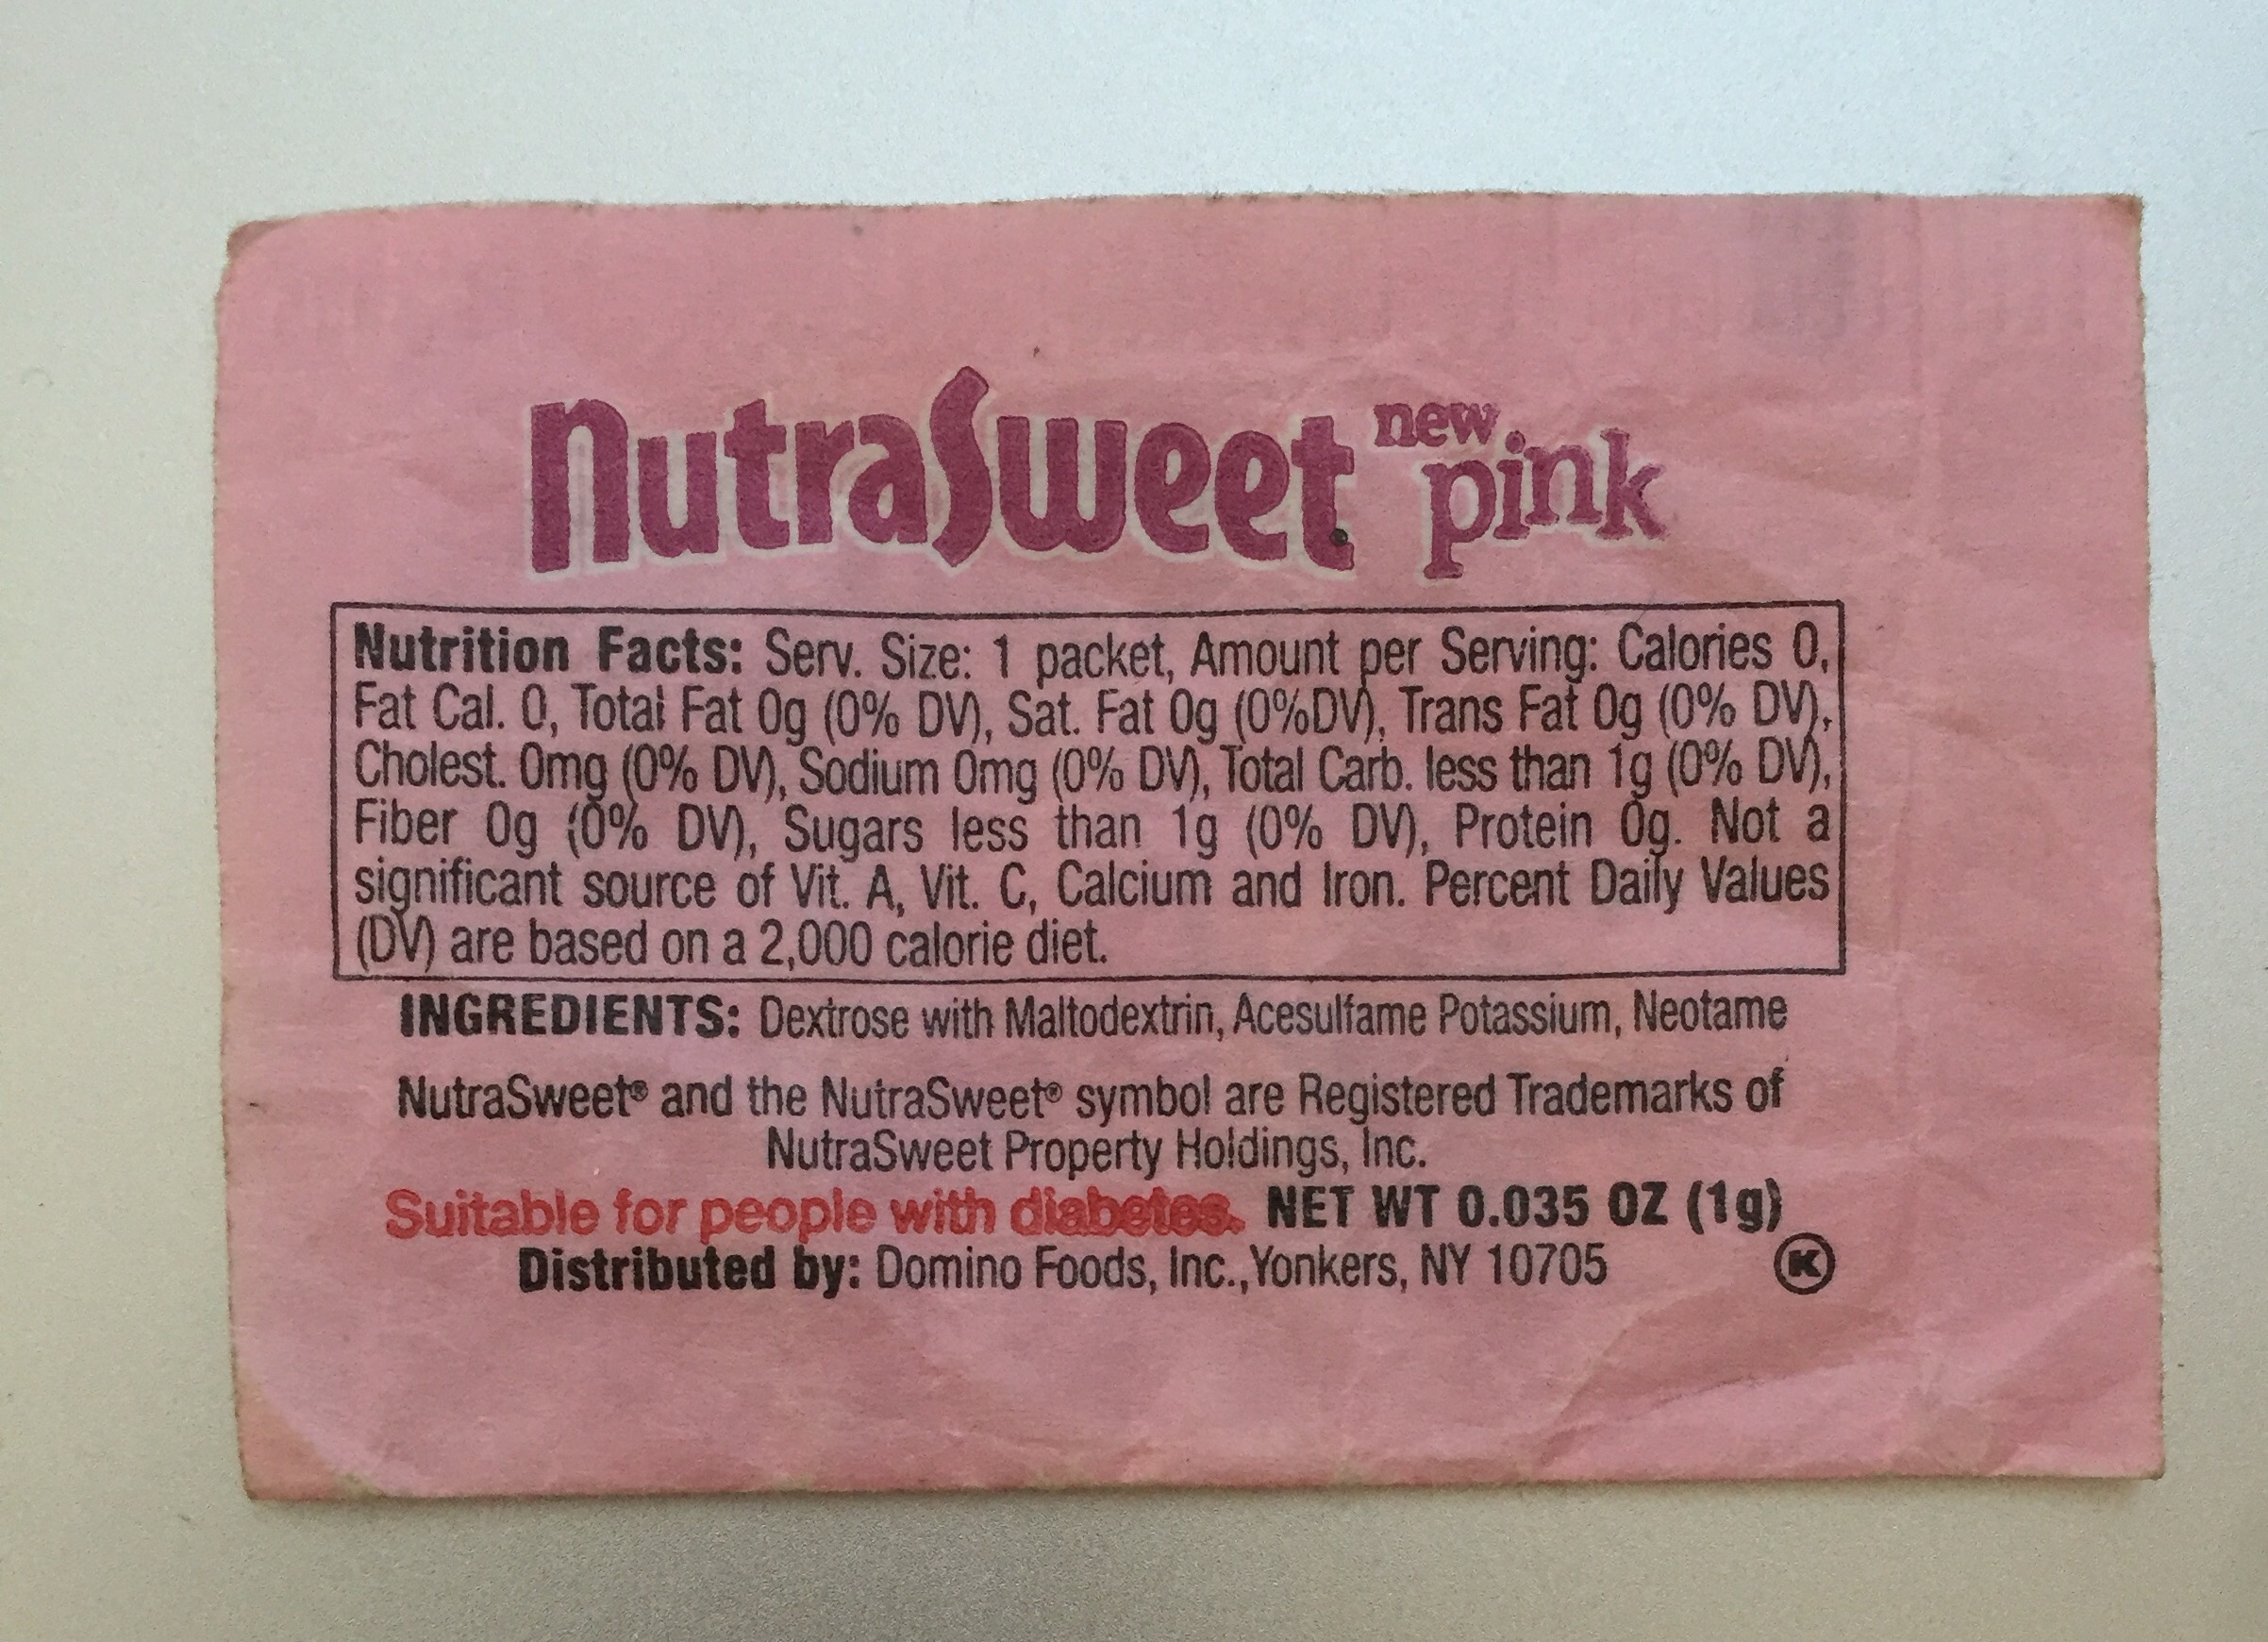 nutraSweet new pink
Nutrition Facts: Serv. Size: 1 packet, Amount per Serving: Calories 0,
Fat Cal. 0, Total Fat 0g (0% DV), Sat. Fat 0g (0%DV), Trans Fat 0g (0% DV),
Cholest. 0mg (0% DV), Sodium 0mg (0% DV), Total Carb. less than 1g (0% DV),
Fiber 0g (0% DV), Sugars less than 1g (0% DV), Protein 0g. Not a
significant source of Vit. A, Vit. C, Calcium and Iron. Percent Daily Values
(DV) are based on a 2,000 calorie diet.
INGREDIENTS: Dextrose with Maltodextrin, Acesulfame Potassium, Neotame
NutraSweet® and the NutraSweet® symbol are Registered Trademarks of
NutraSweet Property Holdings, Inc.
Suitable for people with diabetes. NET WT 0.035 OZ (1g)
Distributed by: Domino Foods, Inc.,Yonkers, NY 10705 K